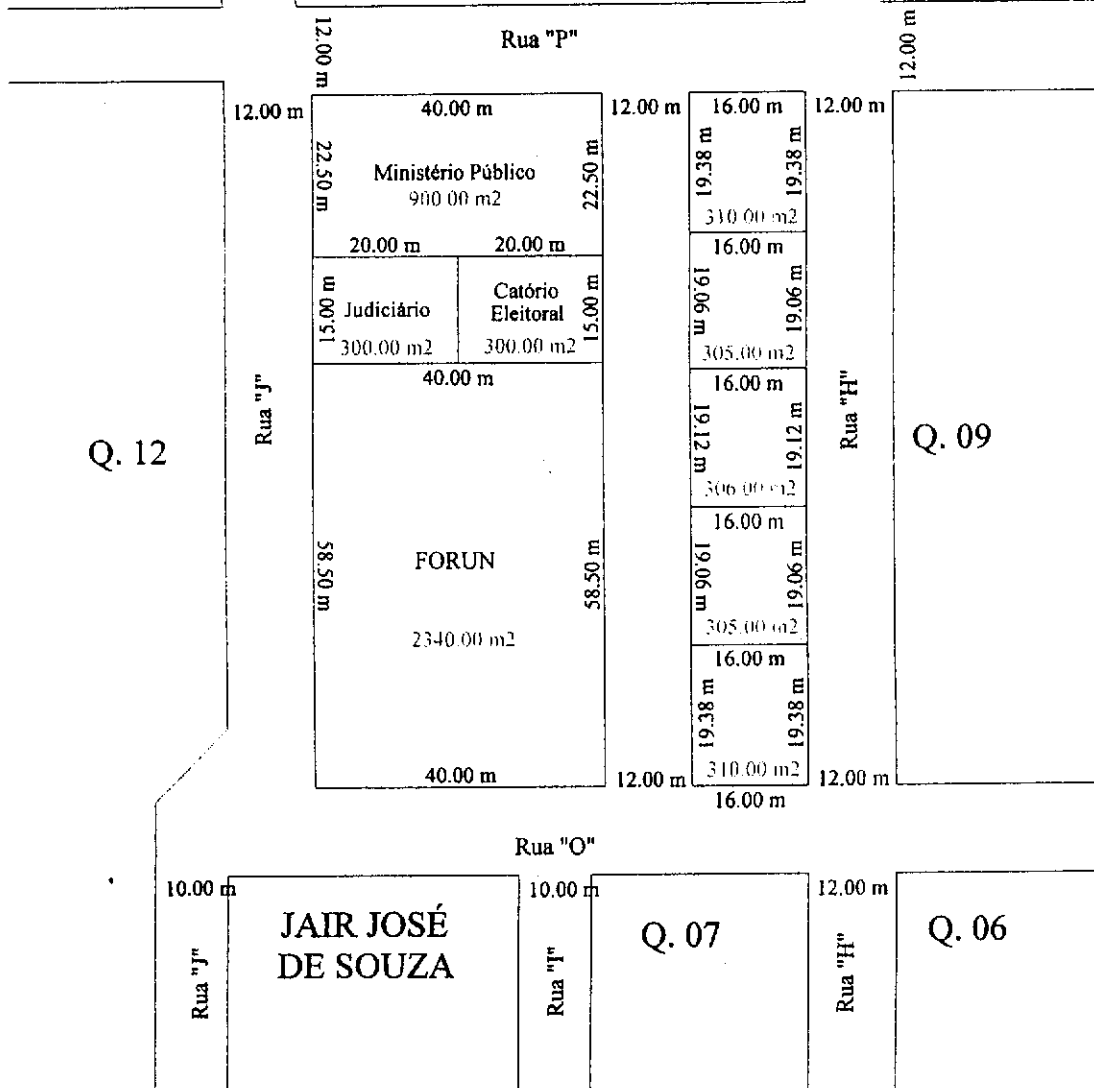 Rua "P"
12.00 m
12.00 m
12.00 m
40.00 m
12.00 m
16.00 m
12.00 m
22.50 m
Ministério Público
900.00 m2
22.50 m
19.38 m
19.38 m
310.00 m2
20.00 m
20.00 m
16.00 m
15.00 m
Judiciário
300.00 m2
Catório
Eleitoral
300.00 m2
15.00 m
19.06 m
19.06 m
305.00 m2
40.00 m
16.00 m
Q. 12
Rua "J"
19.12 m
19.12 m
306.00 m2
Rua "H"
Q. 09
16.00 m
58.50 m
FORUN
2340.00 m2
58.50 m
19.06 m
19.06 m
305.00 m2
16.00 m
19.38 m
19.38 m
310.00 m2
40.00 m
12.00 m
12.00 m
16.00 m
Rua "O"
10.00 m
10.00 m
12.00 m
Rua "J"
JAIR JOSÉ
DE SOUZA
Rua "I"
Q. 07
Rua "H"
Q. 06